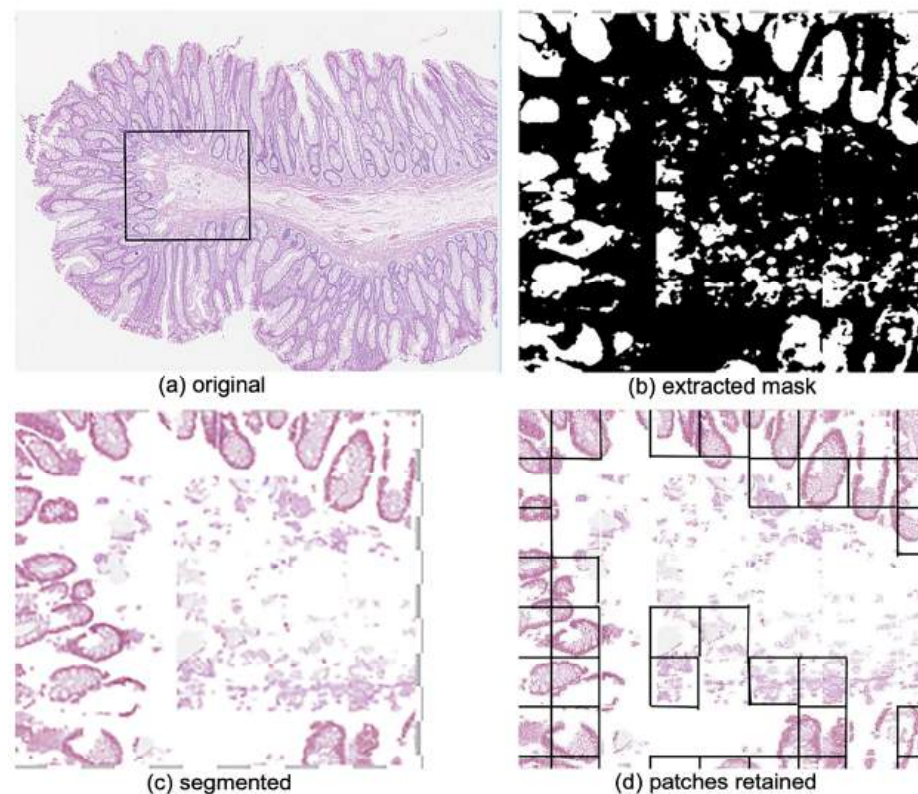 (a) original
(b) extracted mask
(c) segmented
(d) patches retained